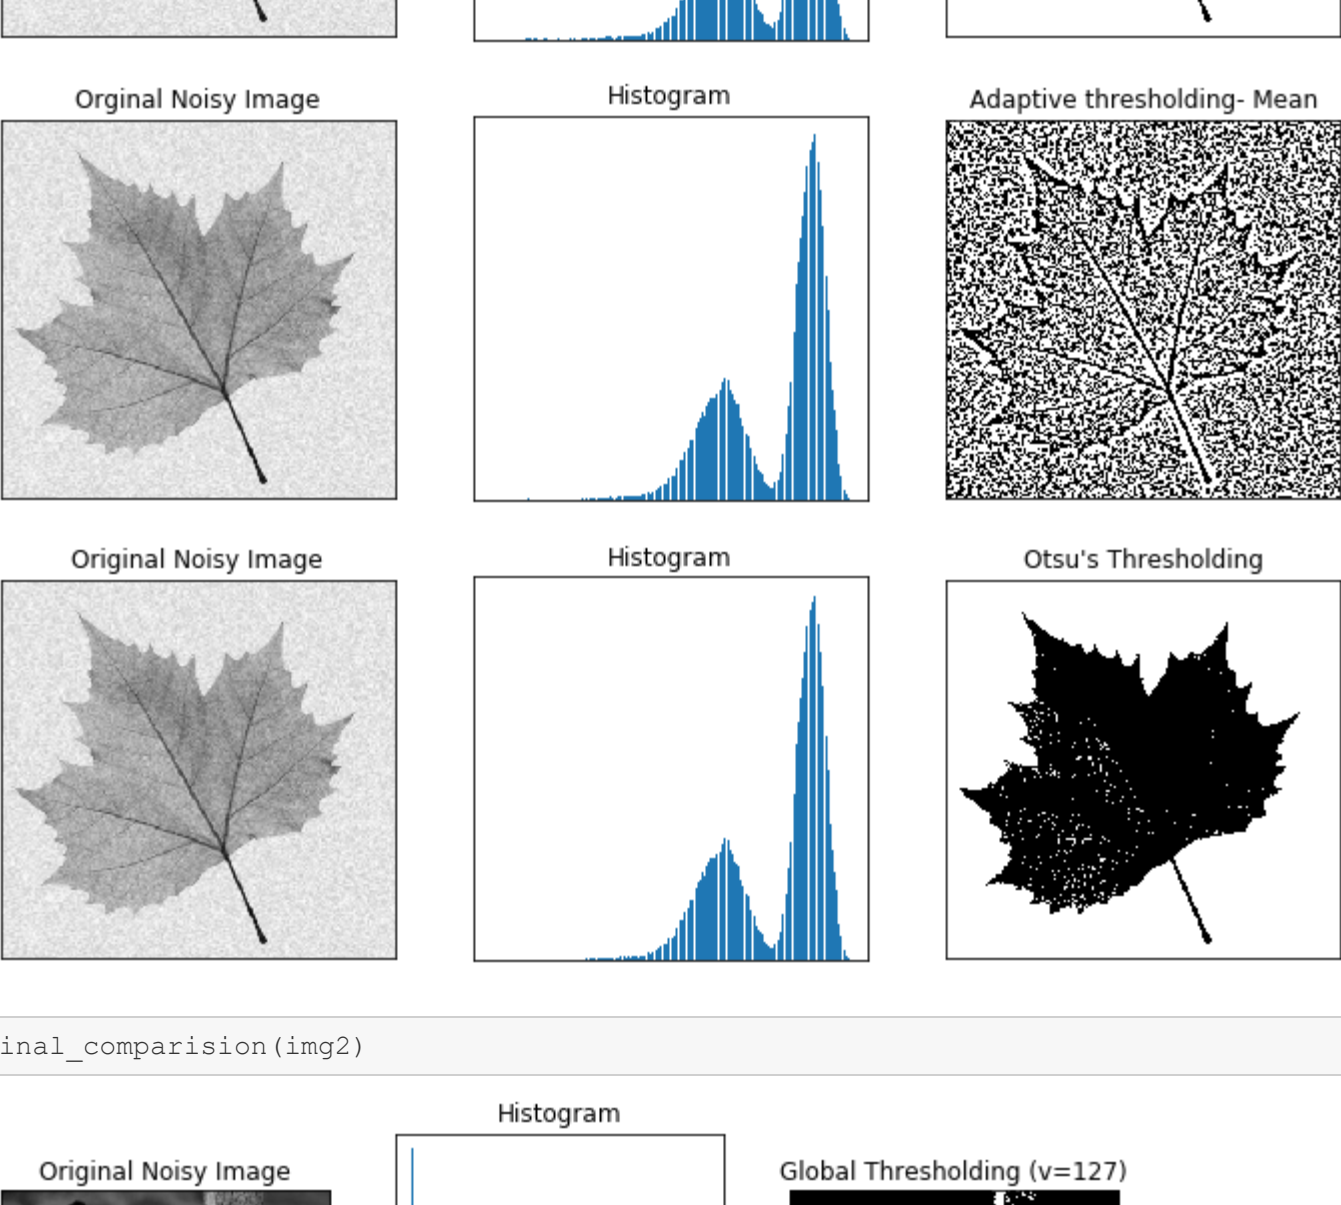 Orginal Noisy Image
Histogram
Adaptive thresholding- Mean
Original Noisy Image
Histogram
Otsu's Thresholding
inal_comparision(img2)
Histogram
Original Noisy Image
Global Thresholding (v=127)